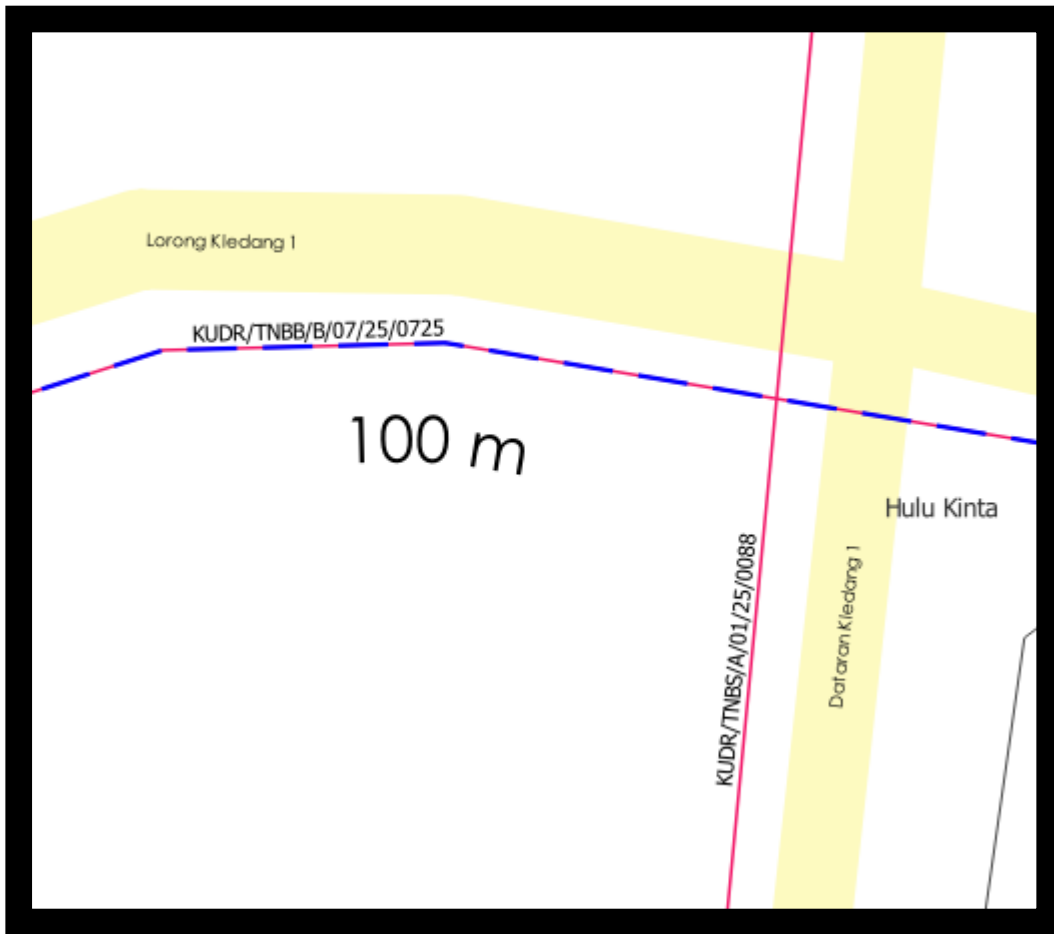 Lorong Kledang 1
KUDR/TNBB/B/07/25/0725
100 m
Hulu Kinta
KUDR/TNBS/A/01/25/0088
Dataran Kledang 1